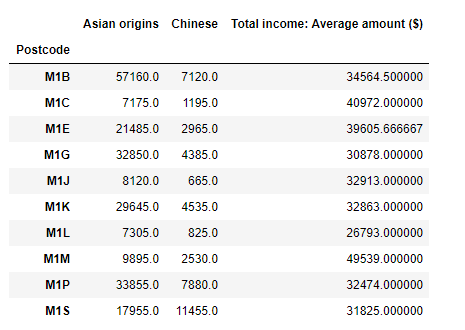 Asian origins Chinese Total income: Average amount ($)
Postcode
M1B 57160.0 7120.0 34564.500000
M1C 7175.0 1195.0 40972.000000
M1E 21485.0 2965.0 39605.666667
M1G 32850.0 4385.0 30878.000000
M1J 8120.0 665.0 32913.000000
M1K 29645.0 4535.0 32863.000000
M1L 7305.0 825.0 26793.000000
M1M 9895.0 2530.0 49539.000000
M1P 33855.0 7880.0 32474.000000
M1S 17955.0 11455.0 31825.000000